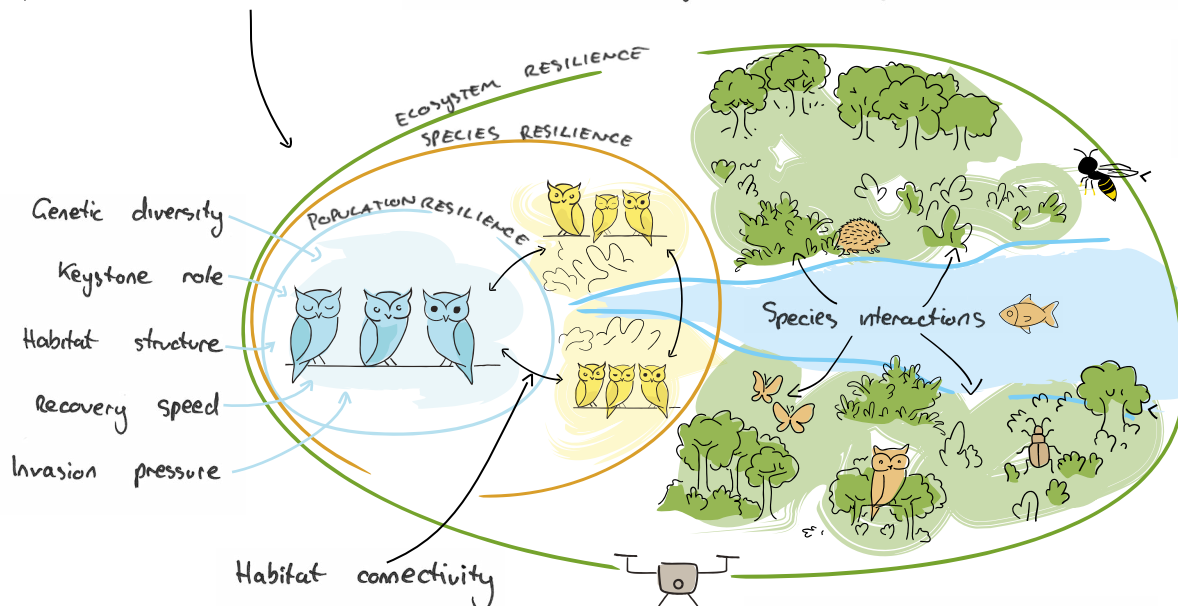 ECOSYSTEM RESILIENCE
SPECIES RESILIENCE
POPULATION RESILIENCE
Genetic diversity
Keystone role
Habitat structure
Recovery speed
Invasion pressure
Species interactions
Habitat connectivity